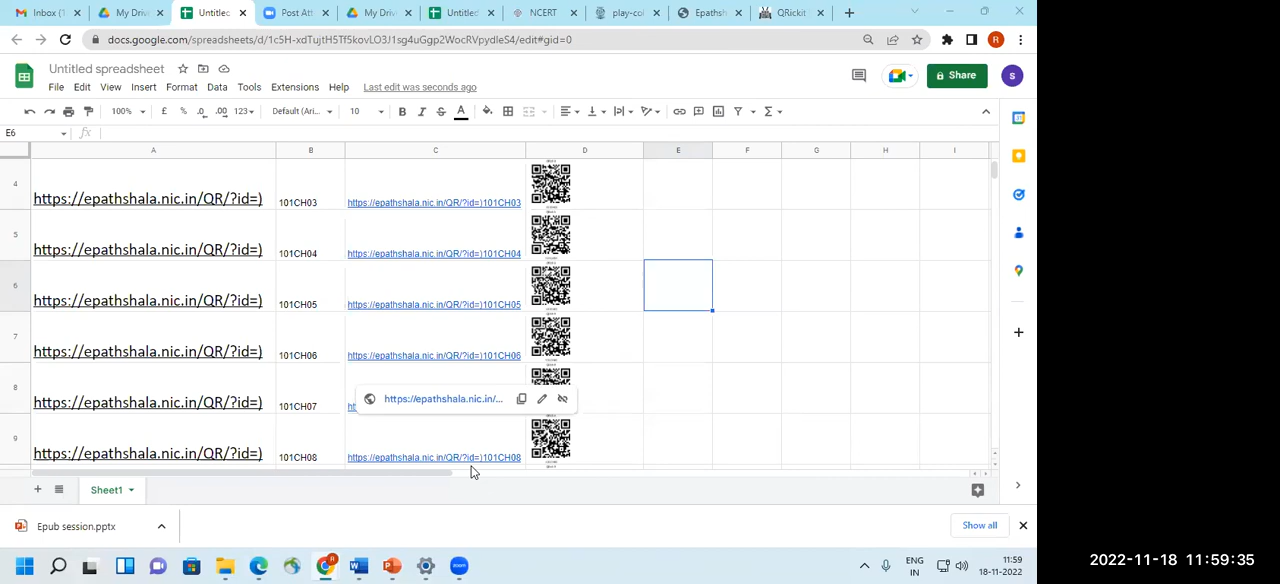 Inbox (1
My Driv
Untitlec
Post Att
My Driv
Untitled
NCERT
play-col
Epathsh
QRickit
docs.google.com/spreadsheets/d/1c5H-xdTujtH5Tf5kovLO3J1sg4uGgp2WocRVpydleS4/edit#gid=0
R
Untitled spreadsheet
File Edit View Insert Format Data Tools Extensions Help Last edit was seconds ago
Share
S
100% £ % .0 .00 123 Default (Ari... 10 B I S A
E6 fx
A B C D E F G H I
4 https://epathshala.nic.in/QR/?id=) 101CH03 https://epathshala.nic.in/QR/?id=)101CH03
5 https://epathshala.nic.in/QR/?id=) 101CH04 https://epathshala.nic.in/QR/?id=)101CH04
6 https://epathshala.nic.in/QR/?id=) 101CH05 https://epathshala.nic.in/QR/?id=)101CH05
7 https://epathshala.nic.in/QR/?id=) 101CH06 https://epathshala.nic.in/QR/?id=)101CH06
https://epathshala.nic.in/...
8 https://epathshala.nic.in/QR/?id=) 101CH07
9 https://epathshala.nic.in/QR/?id=) 101CH08 https://epathshala.nic.in/QR/?id=)101CH08
Sheet1
Epub session.pptx
Show all
ENG
IN
11:59
18-11-2022
2022-11-18 11:59:35